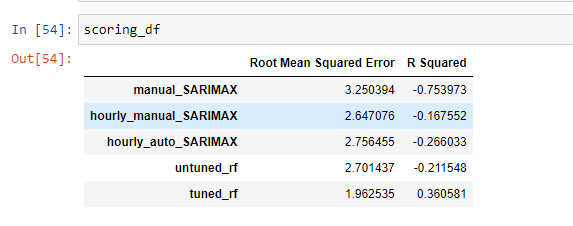 In [54]: scoring_df
Out[54]:
Root Mean Squared Error R Squared
manual_SARIMAX 3.250394 -0.753973
hourly_manual_SARIMAX 2.647076 -0.167552
hourly_auto_SARIMAX 2.756455 -0.266033
untuned_rf 2.701437 -0.211548
tuned_rf 1.962535 0.360581